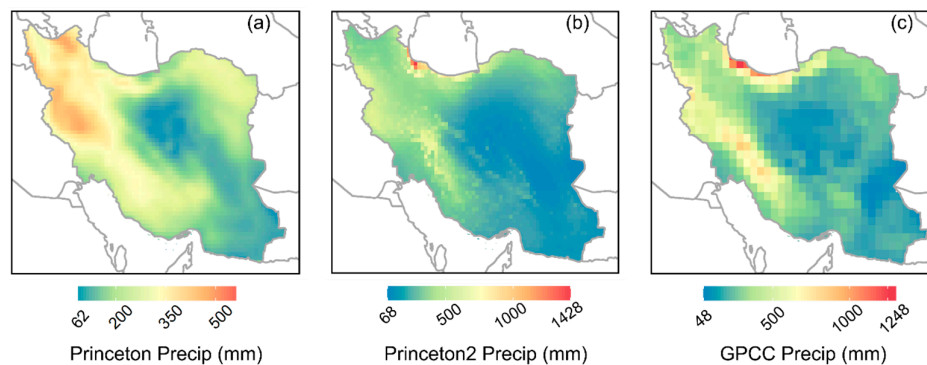 (a)
(b)
(c)
62 200 350 500
68 500 1000 1428
48 500 1000 1248
Princeton Precip (mm)
Princeton2 Precip (mm)
GPCC Precip (mm)